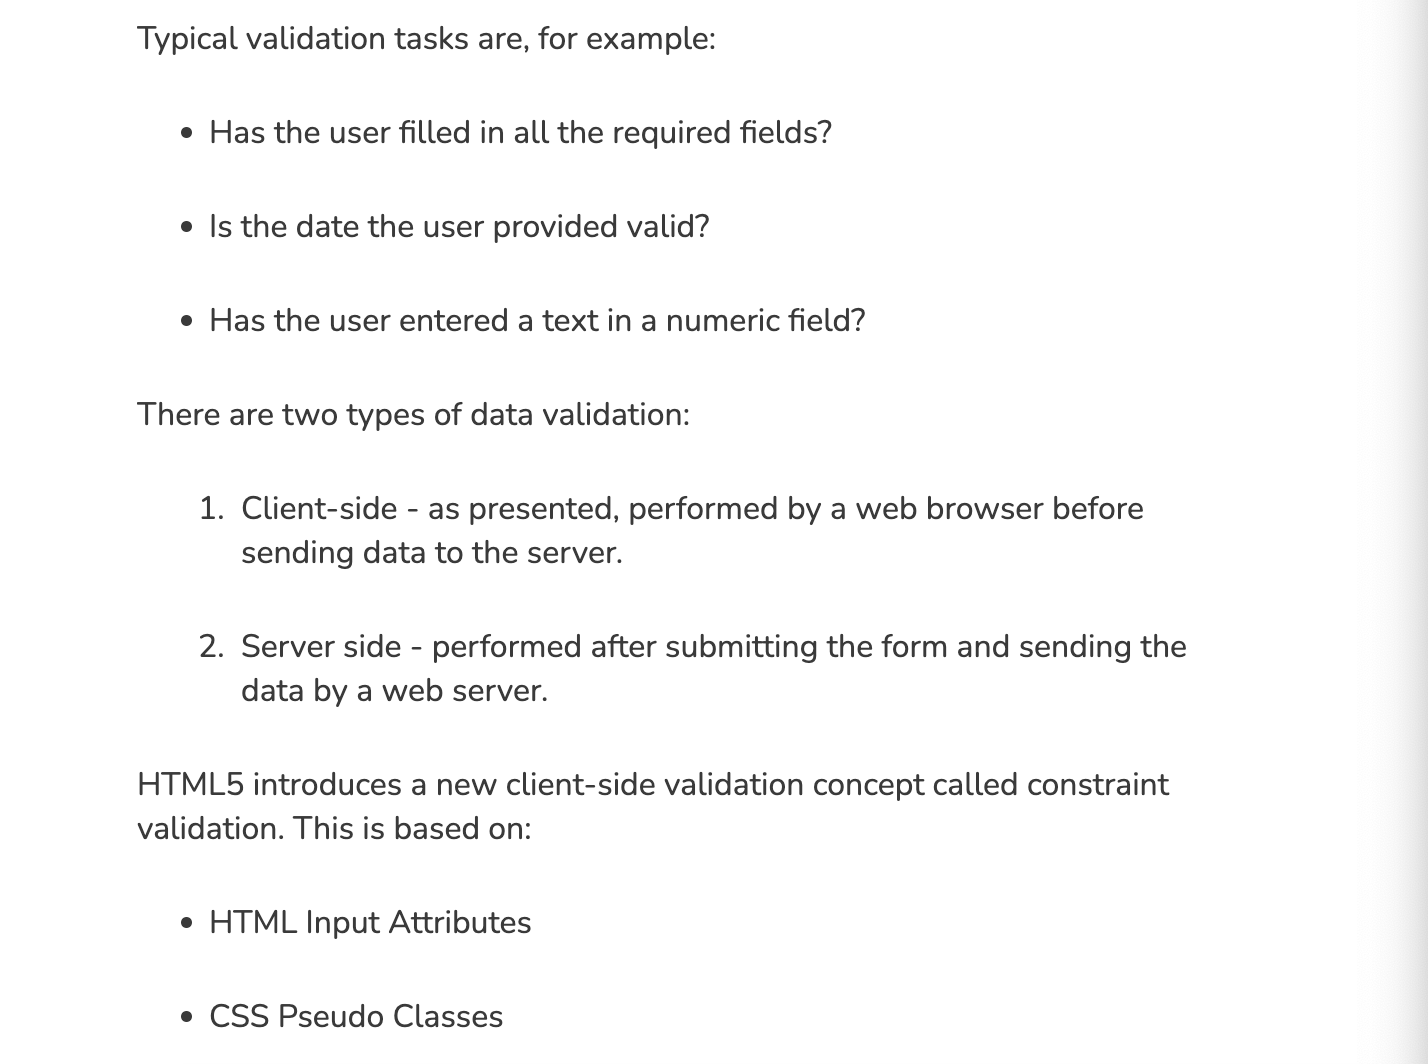 Typical validation tasks are, for example:
• Has the user filled in all the required fields?
• Is the date the user provided valid?
• Has the user entered a text in a numeric field?
There are two types of data validation:
1. Client-side - as presented, performed by a web browser before
sending data to the server.
2. Server side - performed after submitting the form and sending the
data by a web server.
HTML5 introduces a new client-side validation concept called constraint
validation. This is based on:
• HTML Input Attributes
• CSS Pseudo Classes